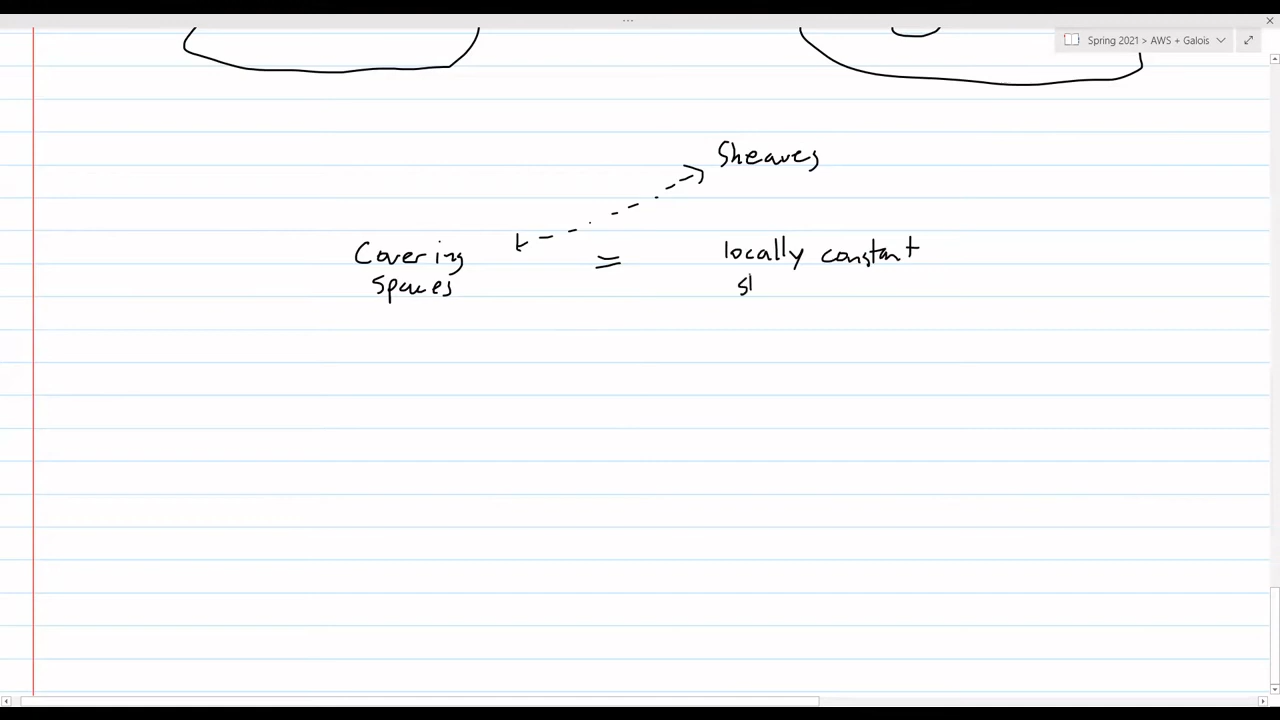 Spring 2021 > AWS + Galois
Sheaves
Covering = locally constant
spaces